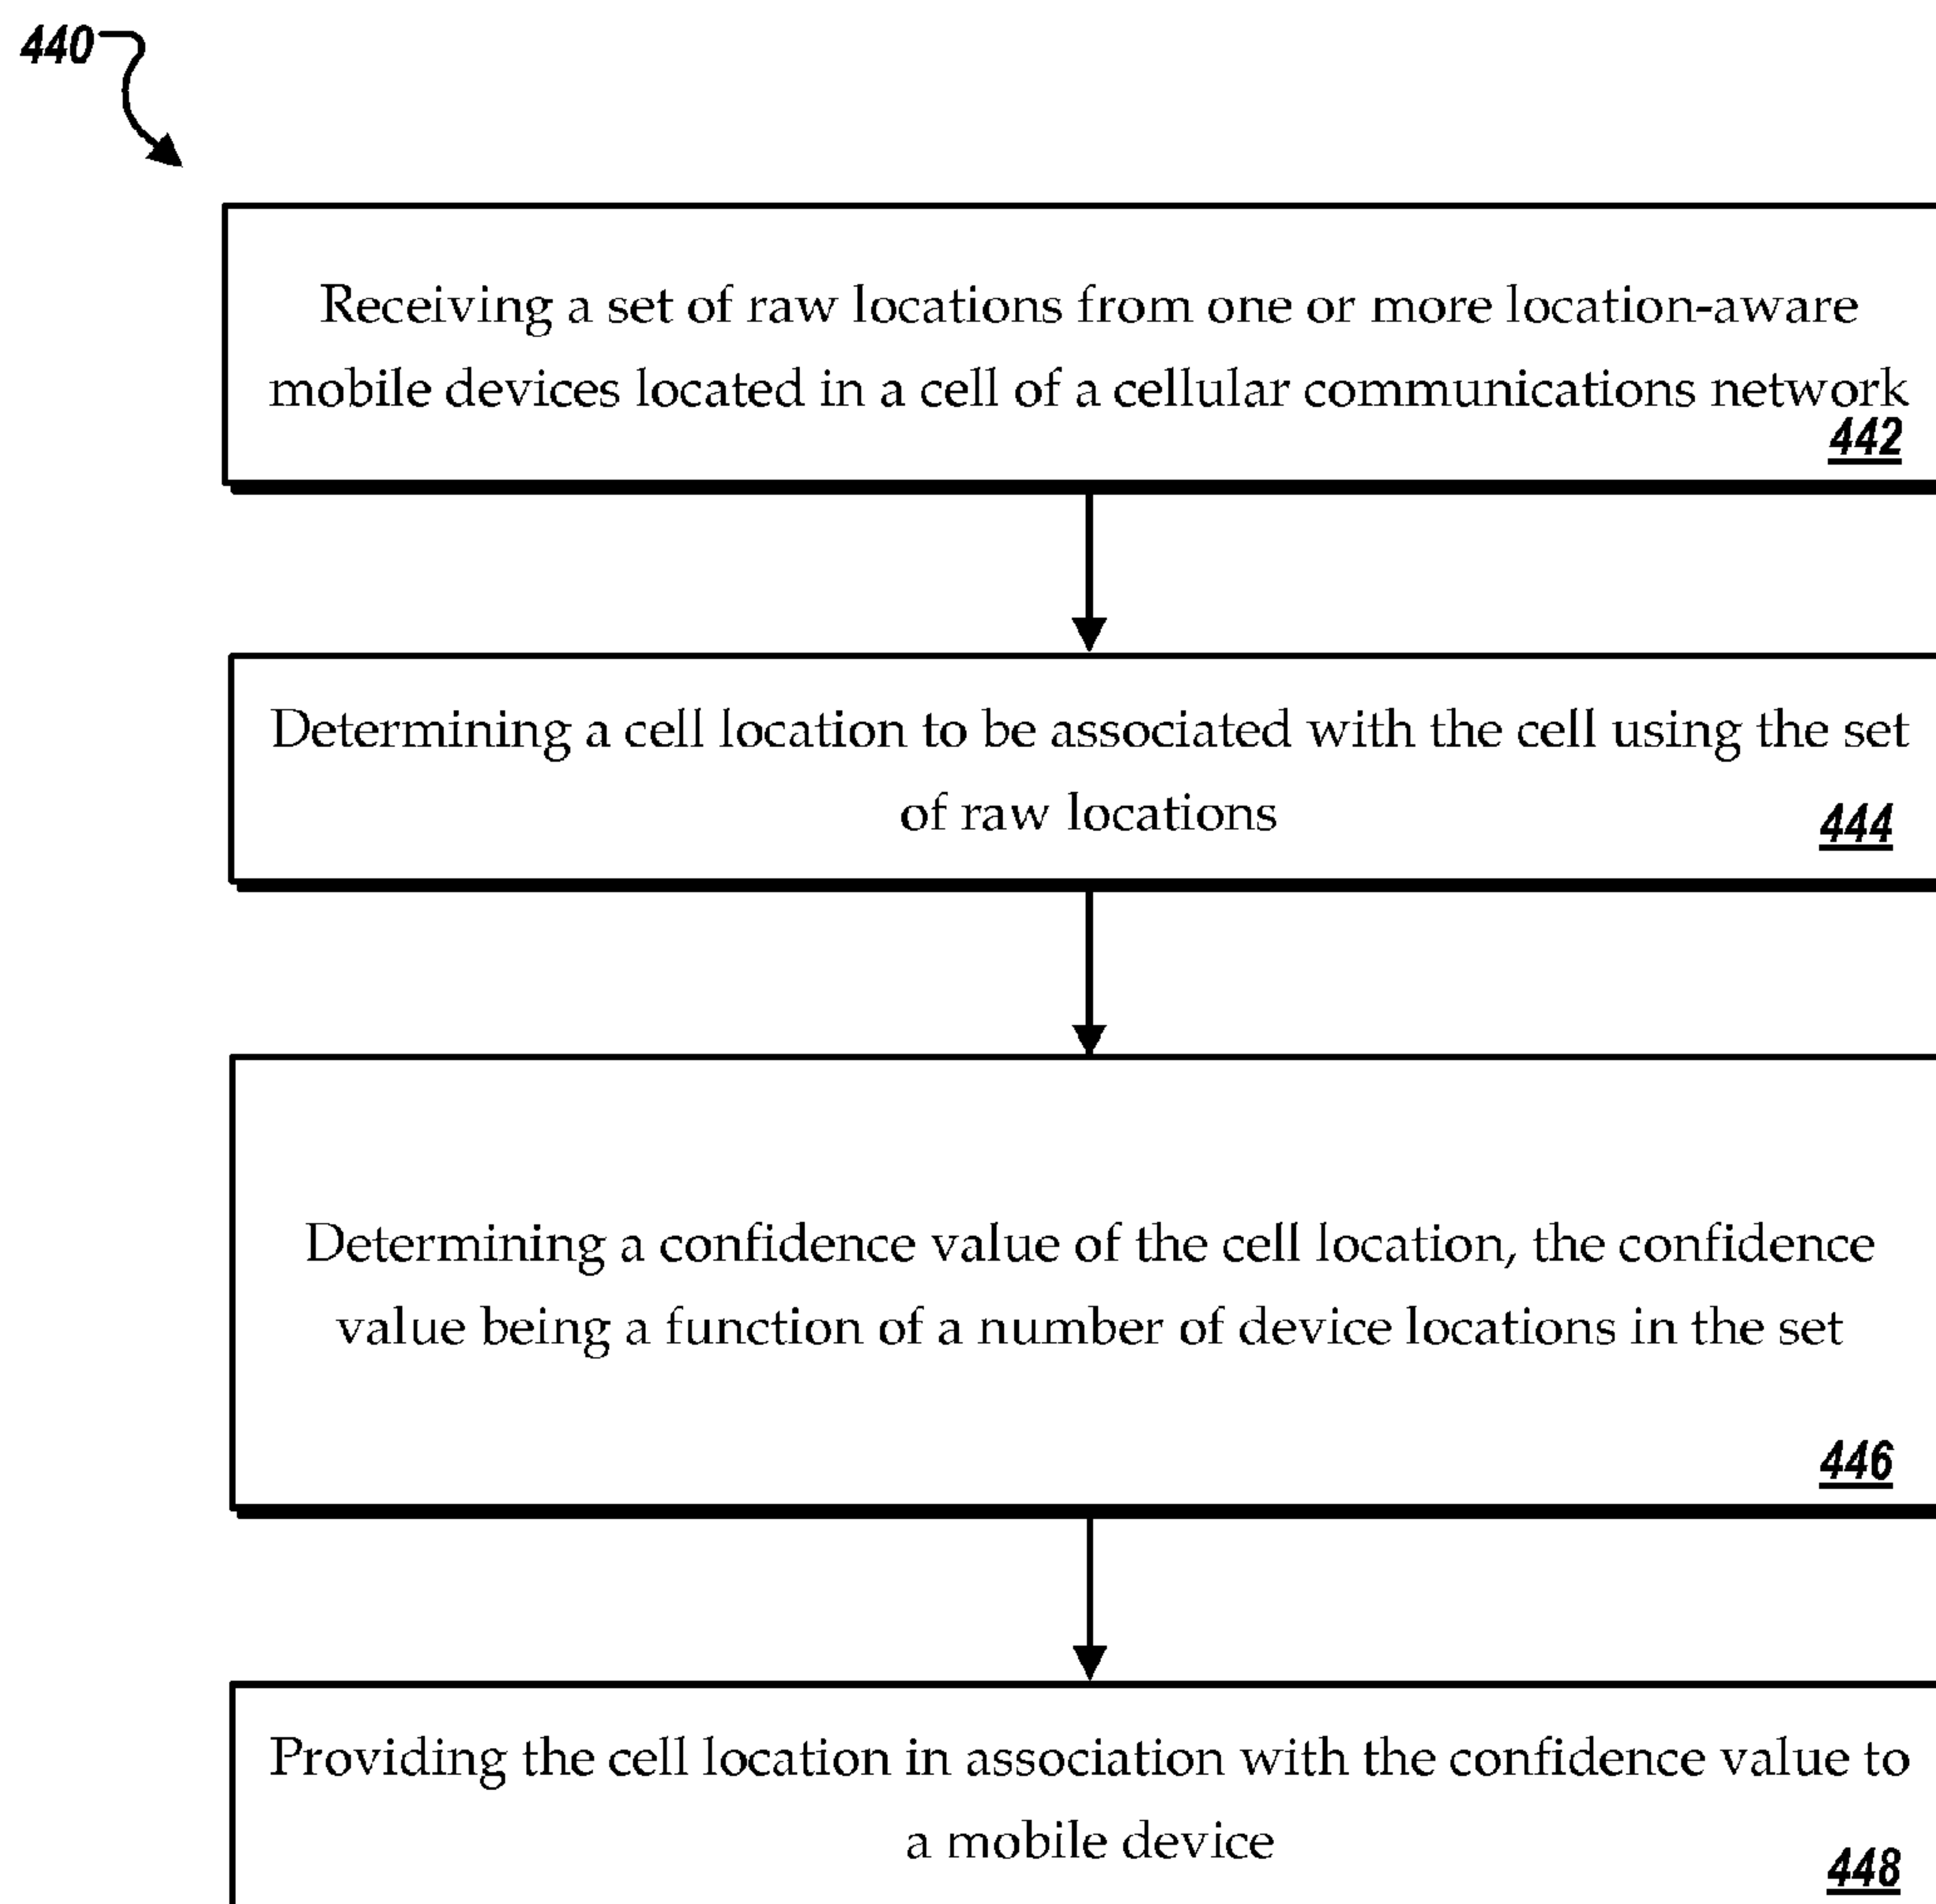 440
Receiving a set of raw locations from one or more location-aware
mobile devices located in a cell of a cellular communications network
442
Determining a cell location to be associated with the cell using the set
of raw locations
444
Determining a confidence value of the cell location, the confidence
value being a function of a number of device locations in the set
446
Providing the cell location in association with the confidence value to
a mobile device
448